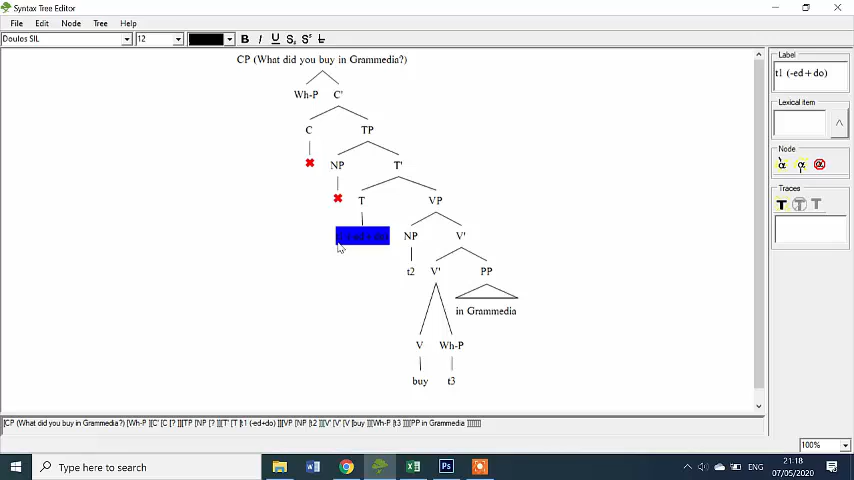 Syntax Tree Editor
File Edit Node Tree Help
Doulos SIL 12 B I U S, S^x L
CP (What did you buy in Grammedia?)
Wh-P C'
C TP
NP T'
T VP
t1 (-ed+do) NP V'
t2 V' PP
in Grammedia
V Wh-P
buy t3
Label
t1 (-ed+do)
Lexical item
Node
α α α
Traces
T T T
[CP (What did you buy in Grammedia?) [Wh-P ][C' [C [? ]][TP [NP [? ]][T' [T [t1 (-ed+do) ]][VP [NP [t2 ]][V' [V' [V [buy ]][Wh-P [t3 ]]][PP in Grammedia ]]]]]]]
100%
Type here to search
ENG
21:18
07/05/2020